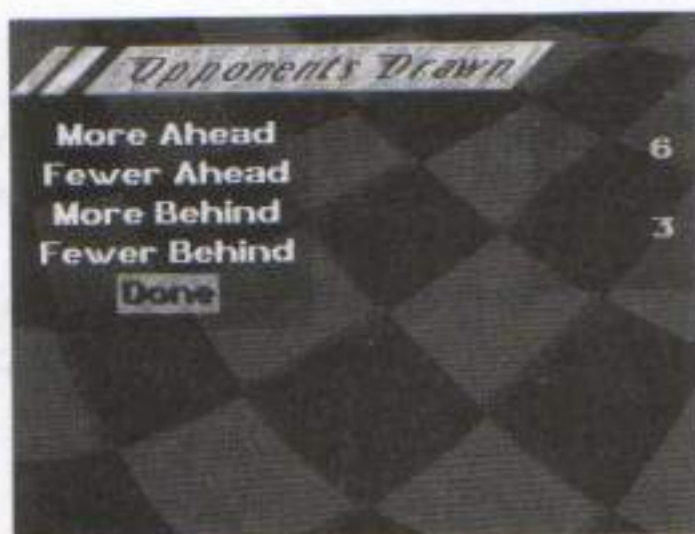 Opponents Drawn
More Ahead 6
Fewer Ahead
More Behind 3
Fewer Behind
Done